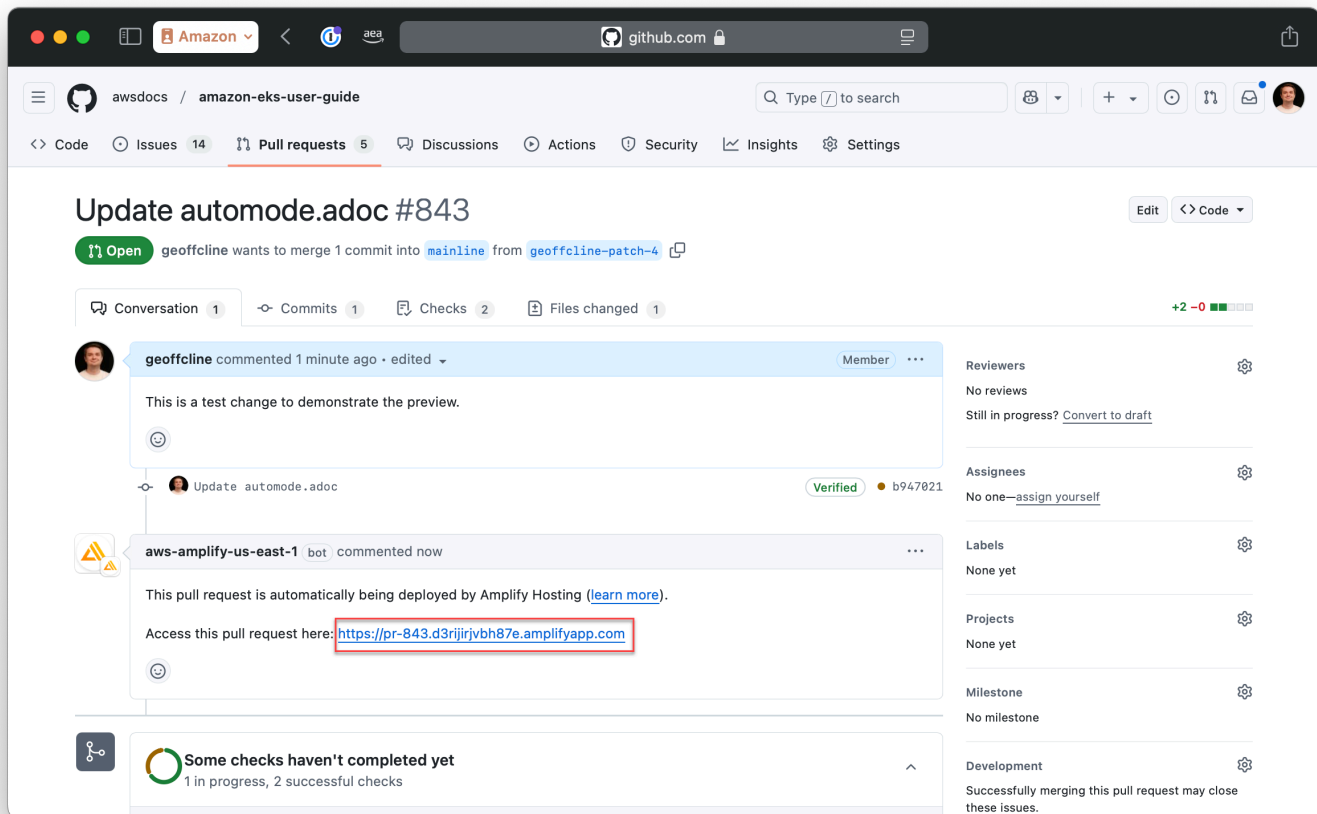 Amazon
aea
github.com
awsdocs / amazon-eks-user-guide
Type / to search
Code
Issues 14
Pull requests 5
Discussions
Actions
Security
Insights
Settings
Update automode.adoc #843
Edit
<> Code
Open
geoffcline wants to merge 1 commit into mainline from geoffcline-patch-4
Conversation 1
Commits 1
Checks 2
Files changed 1
+2 −0
geoffcline commented 1 minute ago • edited
Member
This is a test change to demonstrate the preview.
Update automode.adoc
Verified
b947021
aws-amplify-us-east-1 bot commented now
This pull request is automatically being deployed by Amplify Hosting (learn more).
Access this pull request here: https://pr-843.d3rijirjvbh87e.amplifyapp.com
Some checks haven't completed yet
1 in progress, 2 successful checks
Reviewers
No reviews
Still in progress? Convert to draft
Assignees
No one—assign yourself
Labels
None yet
Projects
None yet
Milestone
No milestone
Development
Successfully merging this pull request may close
these issues.